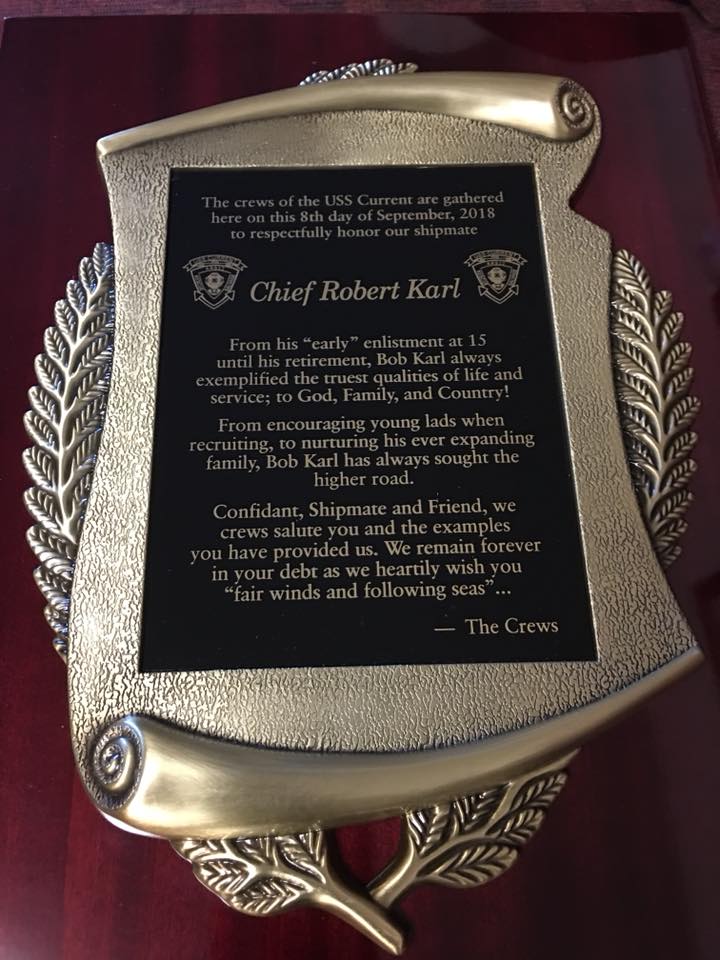 The crews of the USS Current are gathered
here on this 8th day of September, 2018
to respectfully honor our shipmate
USS CURRENT
USS CURRENT
Chief Robert Karl
From his “early” enlistment at 15
until his retirement, Bob Karl always
exemplified the truest qualities of life and
service; to God, Family, and Country!
From encouraging young lads when
recruiting, to nurturing his ever expanding
family, Bob Karl has always sought the
higher road.
Confidant, Shipmate and Friend, we
crews salute you and the examples
you have provided us. We remain forever
in your debt as we heartily wish you
“fair winds and following seas”...
— The Crews